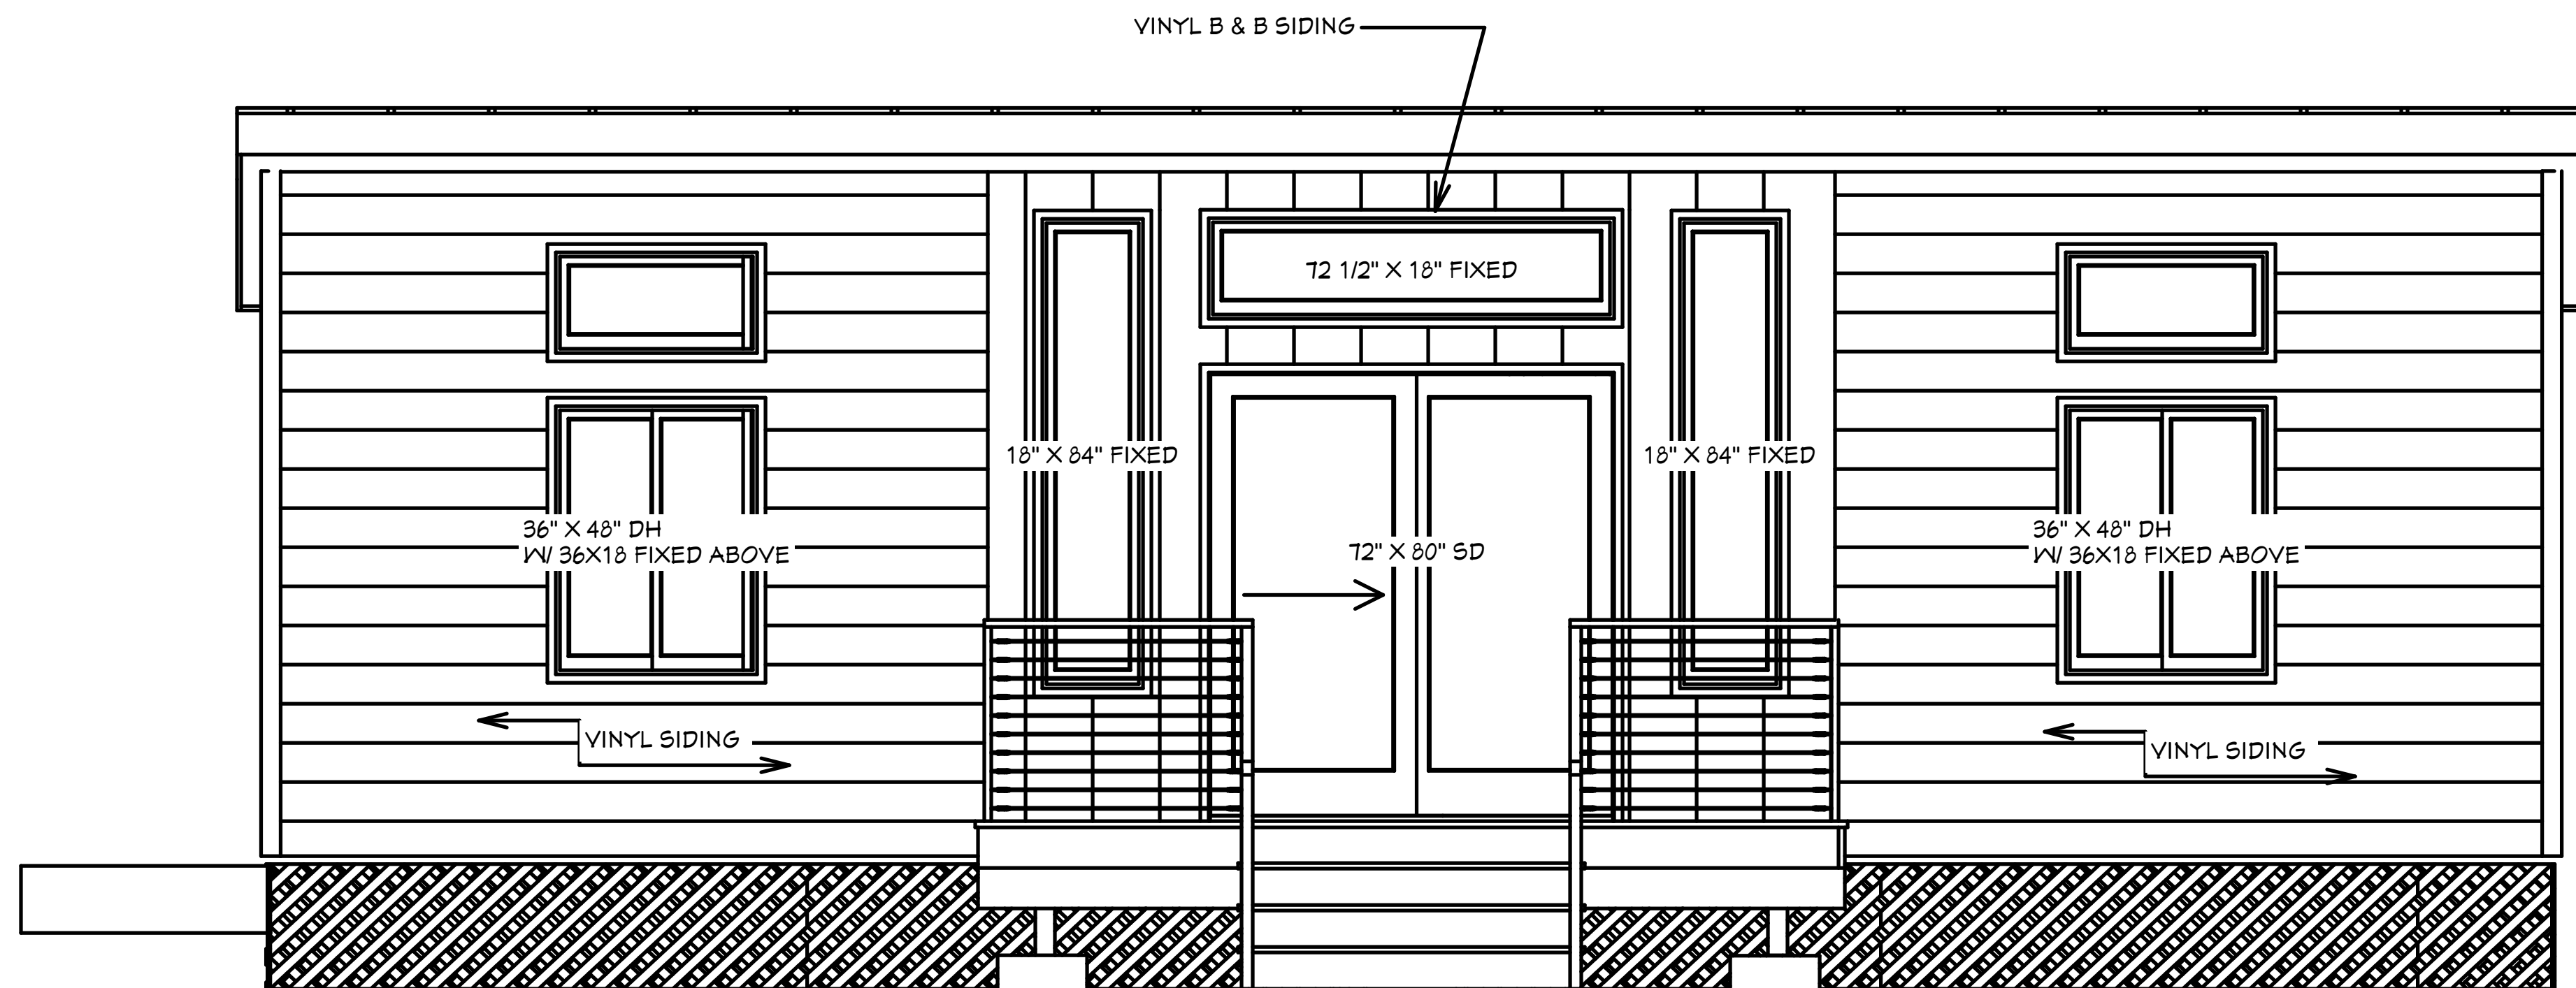 VINYL B & B SIDING
72 1/2" X 18" FIXED
18" X 84" FIXED
18" X 84" FIXED
36" X 48" DH
W/ 36X18 FIXED ABOVE
72" X 80" SD
36" X 48" DH
W/ 36X18 FIXED ABOVE
VINYL SIDING
VINYL SIDING